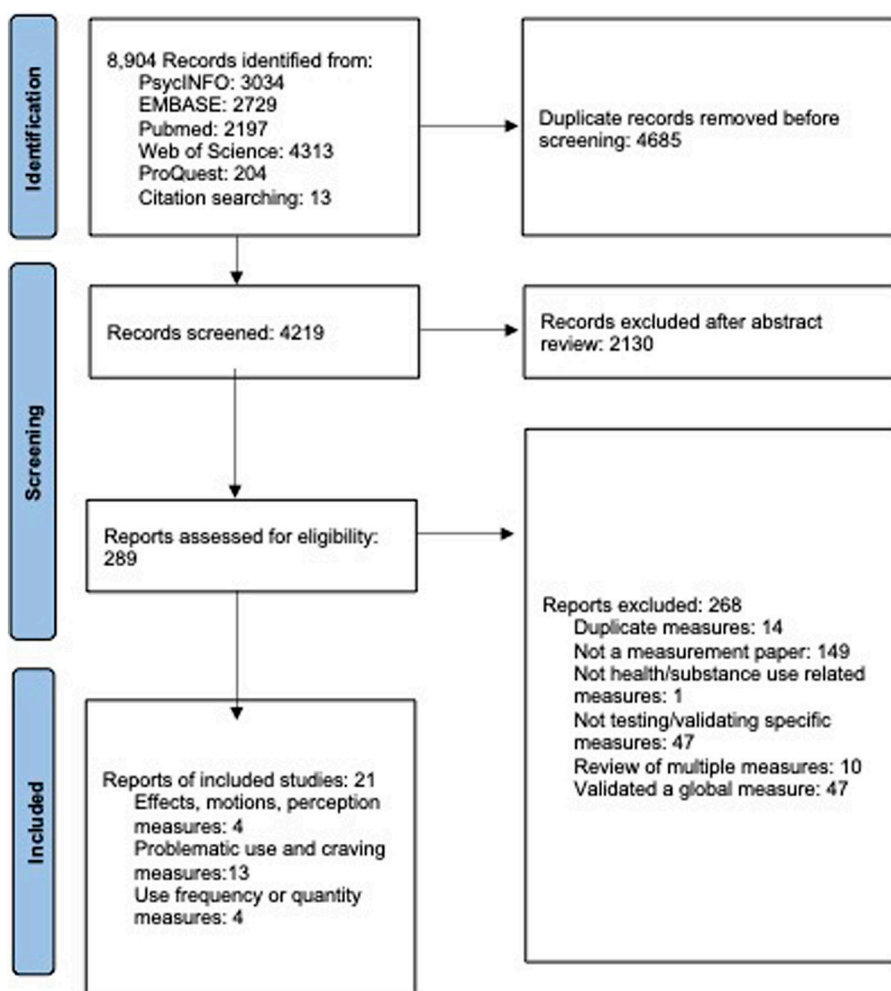 Identification
8,904 Records identified from:
PsycINFO: 3034
EMBASE: 2729
Pubmed: 2197
Web of Science: 4313
ProQuest: 204
Citation searching: 13
Duplicate records removed before
screening: 4685
Screening
Records screened: 4219
Records excluded after abstract
review: 2130
Reports assessed for eligibility:
289
Reports excluded: 268
Duplicate measures: 14
Not a measurement paper: 149
Not health/substance use related
measures: 1
Not testing/validating specific
measures: 47
Review of multiple measures: 10
Validated a global measure: 47
Included
Reports of included studies: 21
Effects, motions, perception
measures: 4
Problematic use and craving
measures:13
Use frequency or quantity
measures: 4